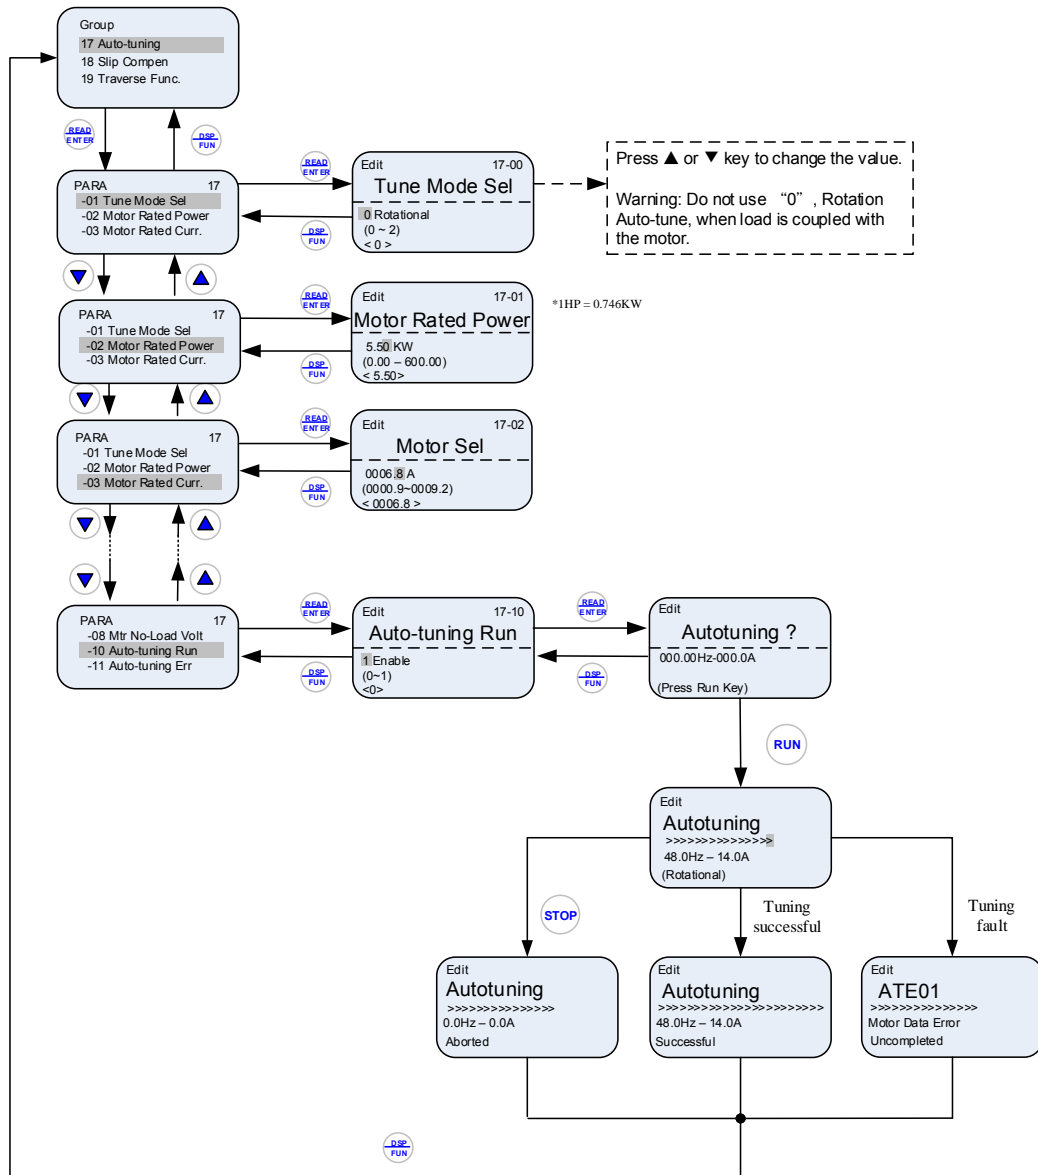 Group
17 Auto-tuning
18 Slip Compen
19 Traverse Func.
READ
ENTER
DSP
FUN
PARA 17
-01 Tune Mode Sel
-02 Motor Rated Power
-03 Motor Rated Curr.
READ
ENTER
DSP
FUN
Edit 17-00
Tune Mode Sel
0 Rotational
(0 ~ 2)
< 0 >
Press ▲ or ▼ key to change the value.
Warning: Do not use “0” , Rotation
Auto-tune, when load is coupled with
the motor.
PARA 17
-01 Tune Mode Sel
-02 Motor Rated Power
-03 Motor Rated Curr.
READ
ENTER
DSP
FUN
Edit 17-01
Motor Rated Power
5.50 KW
(0.00 – 600.00)
< 5.50>
*1HP = 0.746KW
PARA 17
-01 Tune Mode Sel
-02 Motor Rated Power
-03 Motor Rated Curr.
READ
ENTER
DSP
FUN
Edit 17-02
Motor Sel
0006.8 A
(0000.9~0009.2)
< 0006.8 >
PARA 17
-08 Mtr No-Load Volt
-10 Auto-tuning Run
-11 Auto-tuning Err
READ
ENTER
DSP
FUN
Edit 17-10
Auto-tuning Run
1 Enable
(0~1)
<0>
READ
ENTER
DSP
FUN
Edit
Autotuning ?
000.00Hz-000.0A
(Press Run Key)
RUN
Edit
Autotuning
>>>>>>>>>>>>>>>
48.0Hz – 14.0A
(Rotational)
STOP
Tuning
successful
Tuning
fault
Edit
Autotuning
>>>>>>>>>>>>>>>
0.0Hz – 0.0A
Aborted
Edit
Autotuning
>>>>>>>>>>>>>>>>>>>>>>>
48.0Hz – 14.0A
Successful
Edit
ATE01
>>>>>>>>>>>>>>>
Motor Data Error
Uncompleted
DSP
FUN